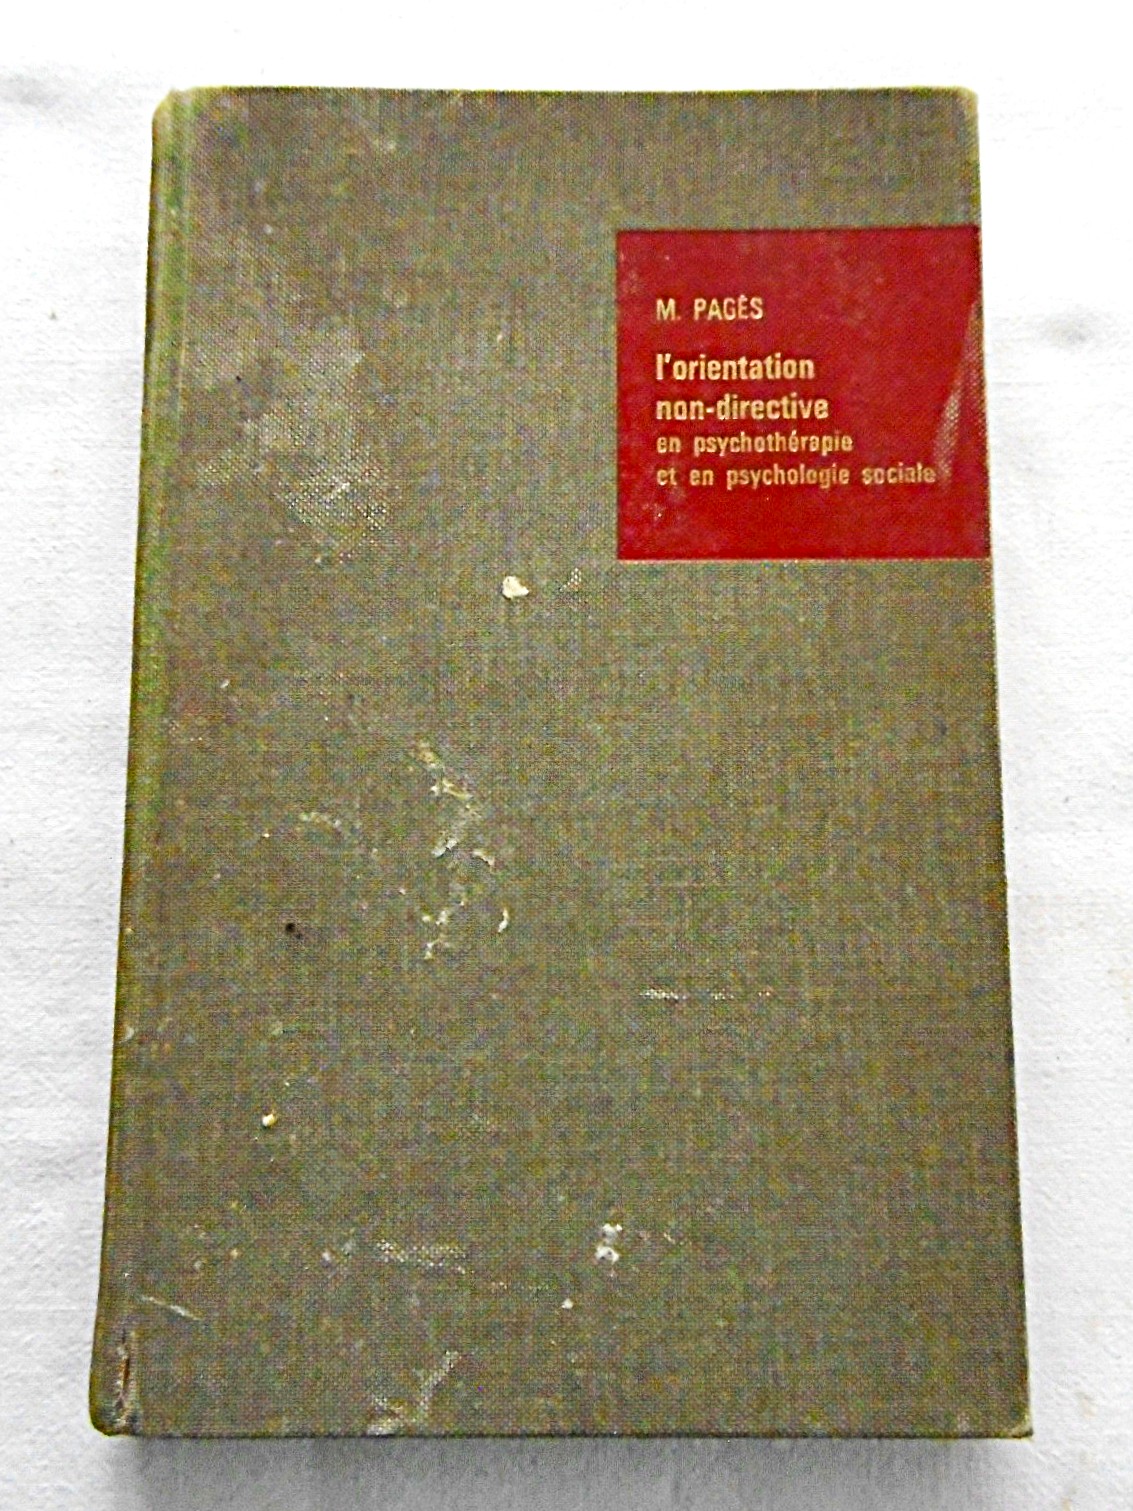 M. PAGÈS
l'orientation
non-directive
en psychothérapie
et en psychologie sociale